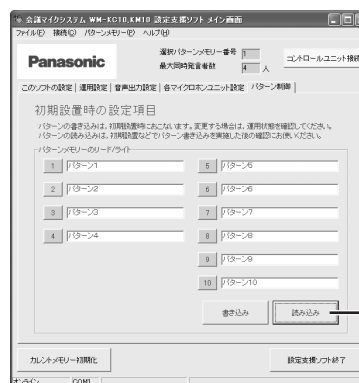 会議マイクシステム WM-KC10,KM10 設定支援ソフト メイン画面
ファイル(F) 接続(C) パターンメモリー(P) ヘルプ(H)
Panasonic
選択パターンメモリー番号 1
最大同時発言者数 4 人
コントロールユニット接続
このソフトの設定 運用設定 音声出力設定 各マイクロホンユニット設定 パターン制御
初期設置時の設定項目
パターンの書き込みは、初期設置時におこないます。変更する場合は、運用状態を確認してください。
パターンの読み込みは、初期設置などでパターン書き込みを実施した後の確認にお使いください。
パターンメモリーのリード/ライト
1 パターン1
2 パターン2
3 パターン3
4 パターン4
5 パターン5
6 パターン6
7 パターン7
8 パターン8
9 パターン9
10 パターン10
書き込み 読み込み
カレントメモリー初期化 設定支援ソフト終了
オンライン COM1